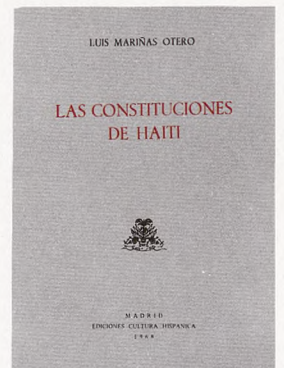 LUIS MARIÑAS OTERO
LAS CONSTITUCIONES
DE HAITI
MADRID
EDICIONES CULTURA HISPANICA
1968